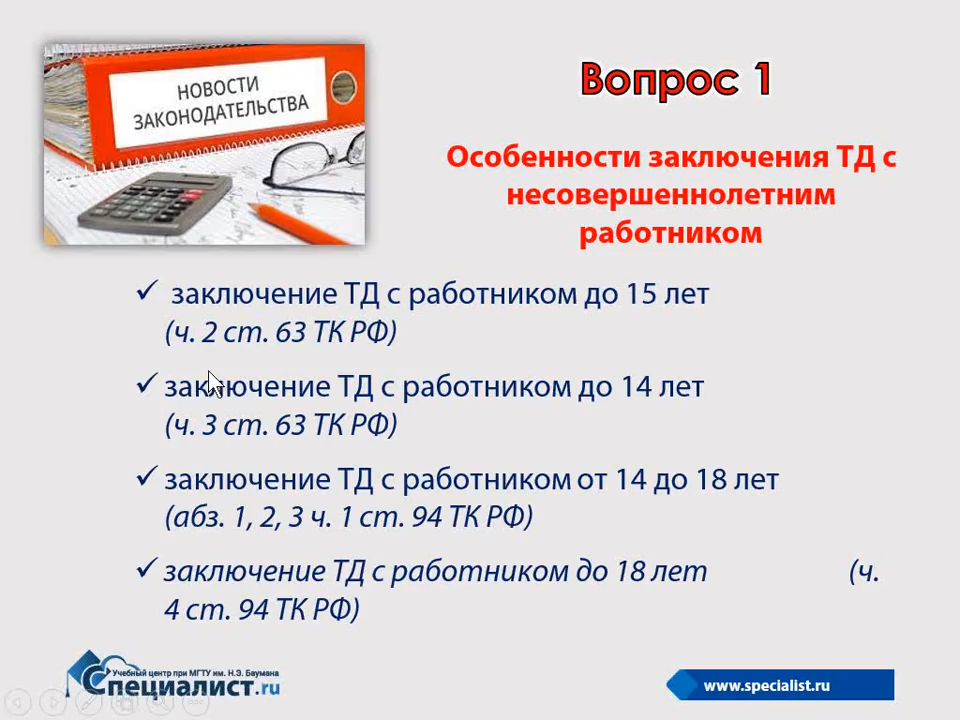 НОВОСТИ
ЗАКОНОДАТЕЛЬСТВА
Вопрос 1
Особенности заключения ТД с
несовершеннолетним
работником
заключение ТД с работником до 15 лет
(ч. 2 ст. 63 ТК РФ)
заключение ТД с работником до 14 лет
(ч. 3 ст. 63 ТК РФ)
заключение ТД с работником от 14 до 18 лет
(абз. 1, 2, 3 ч. 1 ст. 94 ТК РФ)
заключение ТД с работником до 18 лет (ч.
4 ст. 94 ТК РФ)
Учебный центр при МГТУ им. Н.Э. Баумана
Специалист.ru
www.specialist.ru